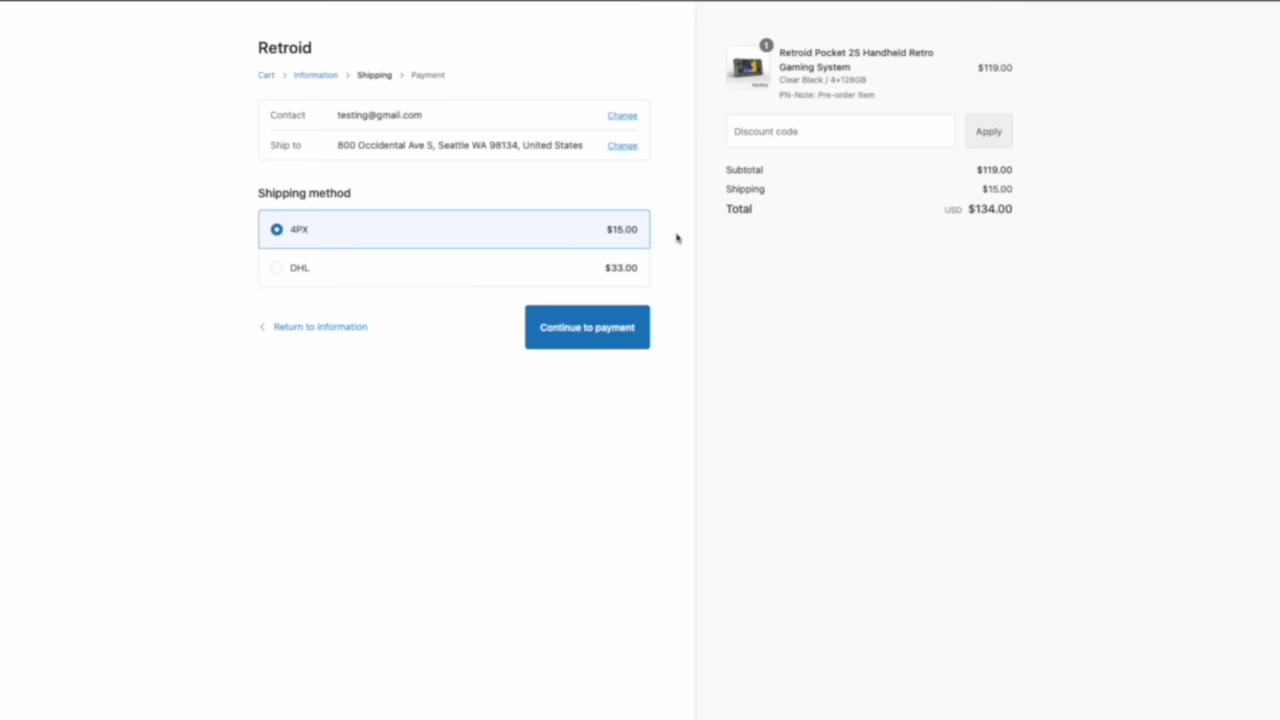 Retroid
Cart > Information > Shipping > Payment
Contact testing@gmail.com Change
Ship to 800 Occidental Ave S, Seattle WA 98134, United States Change
Shipping method
4PX $15.00
DHL $33.00
< Return to information
Continue to payment
1
Retroid Pocket 2S Handheld Retro
Gaming System
$119.00
Clear Black / 4+128GB
PN-Note: Pre-order Item
Discount code
Apply
Subtotal $119.00
Shipping $15.00
Total USD $134.00